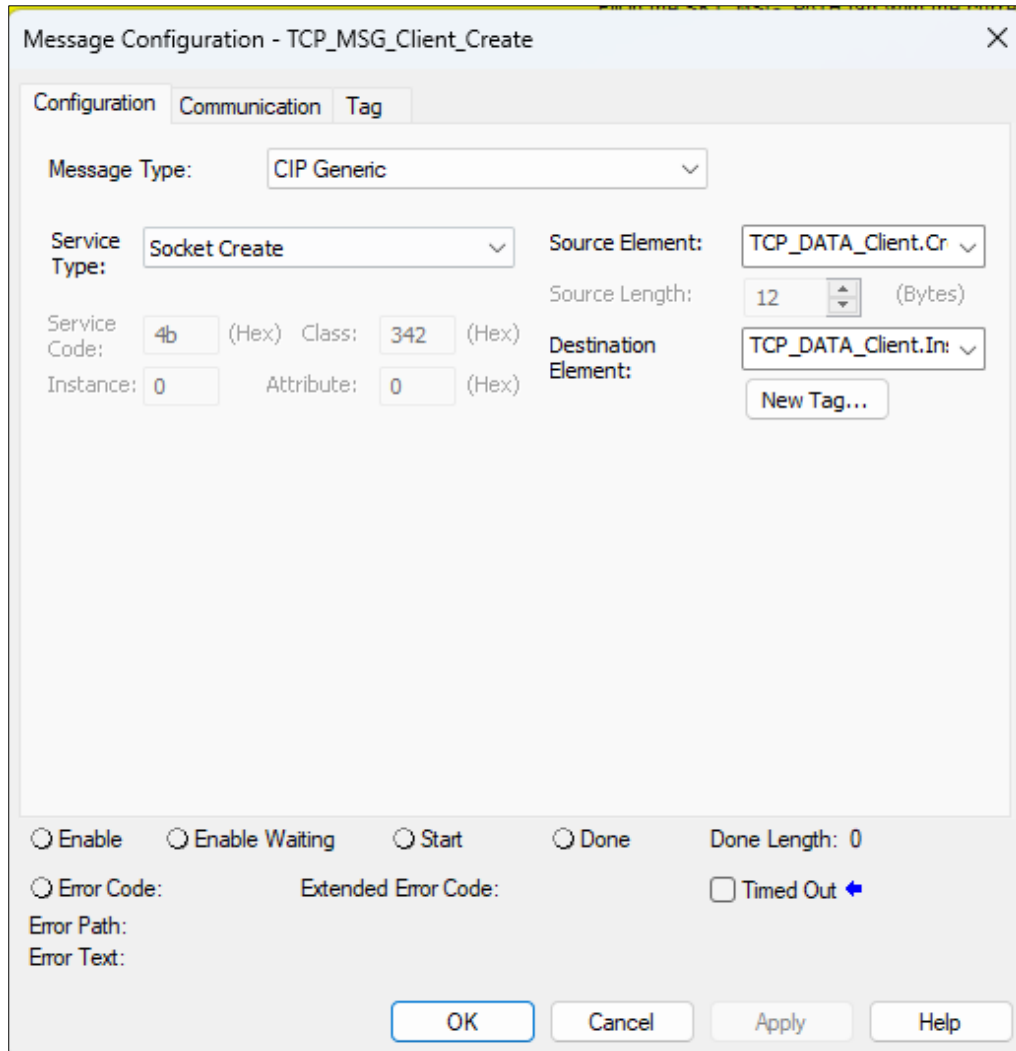 Message Configuration - TCP_MSG_Client_Create
Configuration Communication Tag
Message Type: CIP Generic
Service Type: Socket Create
Source Element: TCP_DATA_Client.Cr
Source Length: 12 (Bytes)
Service Code: 4b (Hex) Class: 342 (Hex)
Destination Element: TCP_DATA_Client.In
Instance: 0 Attribute: 0 (Hex)
New Tag...
Enable Enable Waiting Start Done Done Length: 0
Error Code: Extended Error Code: Timed Out
Error Path:
Error Text:
OK Cancel Apply Help